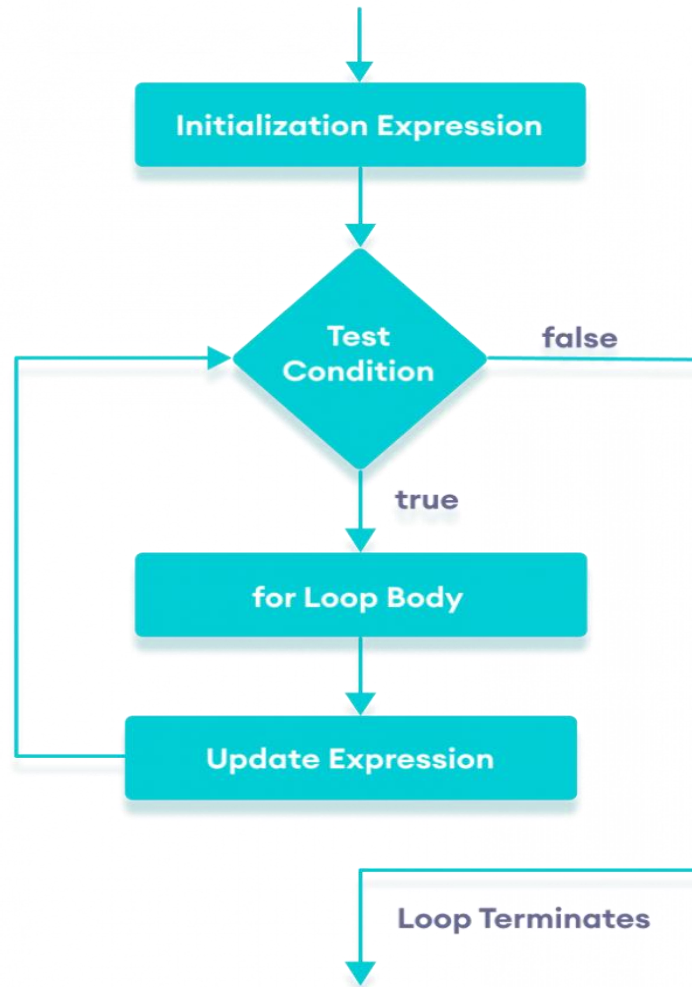 Initialization Expression
Test
Condition
false
true
for Loop Body
Update Expression
Loop Terminates